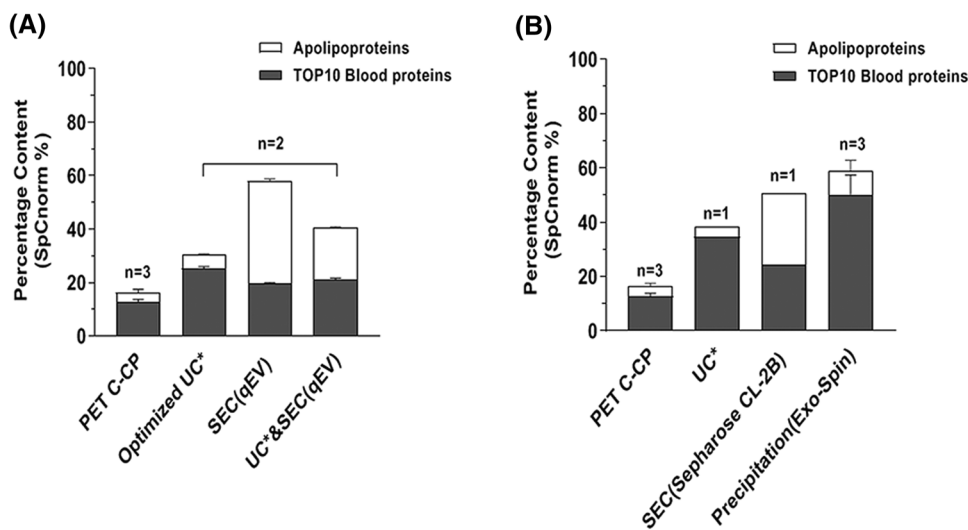 (A)
Apolipoproteins
TOP10 Blood proteins
Percentage Content
(SpCnorm %)
100
80
60
40
20
0
n=3
n=2
PET C-CP
Optimized UC*
SEC(qEV)
UC*&SEC(qEV)
(B)
Apolipoproteins
TOP10 Blood proteins
Percentage Content
(SpCnorm %)
100
80
60
40
20
0
n=3
n=1
n=1
n=3
PET C-CP
UC*
SEC(Sepharose CL-2B)
Precipitation(Exo-Spin)